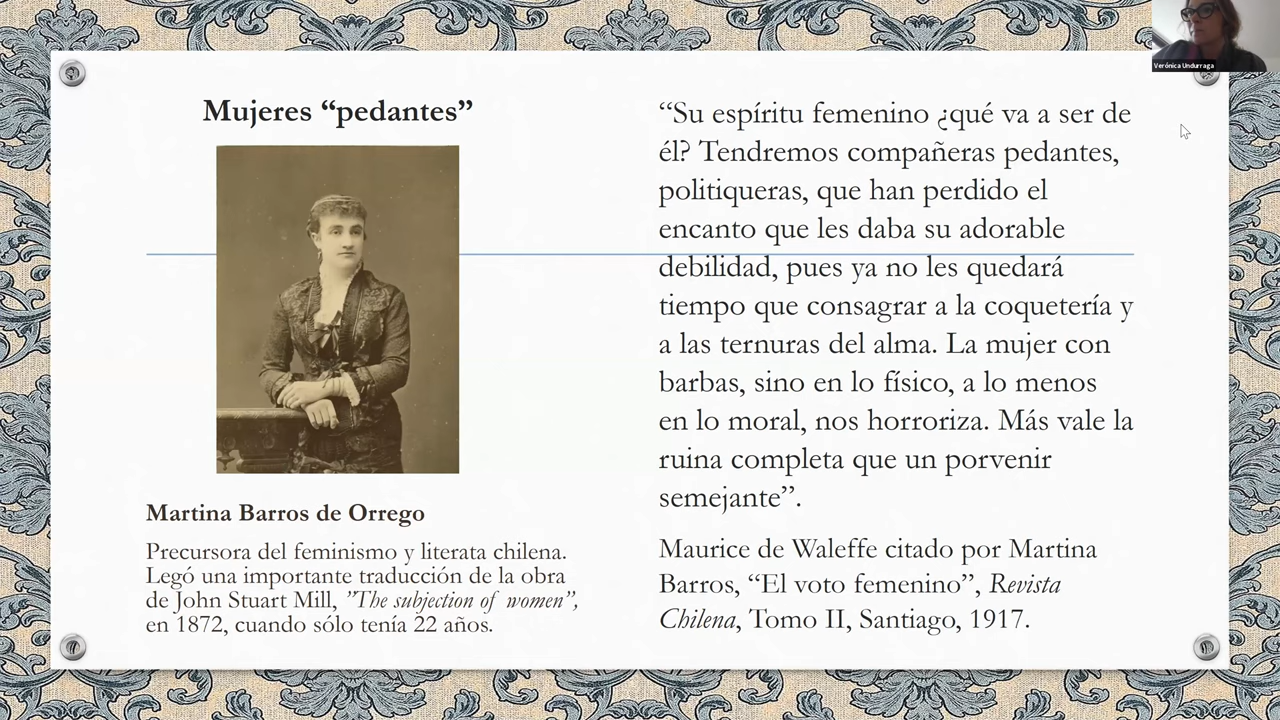 Verónica Undurraga
Mujeres “pedantes”
Martina Barros de Orrego
Precursora del feminismo y literata chilena.
Legó una importante traducción de la obra
de John Stuart Mill, ”The subjection of women”,
en 1872, cuando sólo tenía 22 años.
“Su espíritu femenino ¿qué va a ser de
él? Tendremos compañeras pedantes,
politiqueras, que han perdido el
encanto que les daba su adorable
debilidad, pues ya no les quedará
tiempo que consagrar a la coquetería y
a las ternuras del alma. La mujer con
barbas, sino en lo físico, a lo menos
en lo moral, nos horroriza. Más vale la
ruina completa que un porvenir
semejante”.
Maurice de Waleffe citado por Martina
Barros, “El voto femenino”, Revista
Chilena, Tomo II, Santiago, 1917.